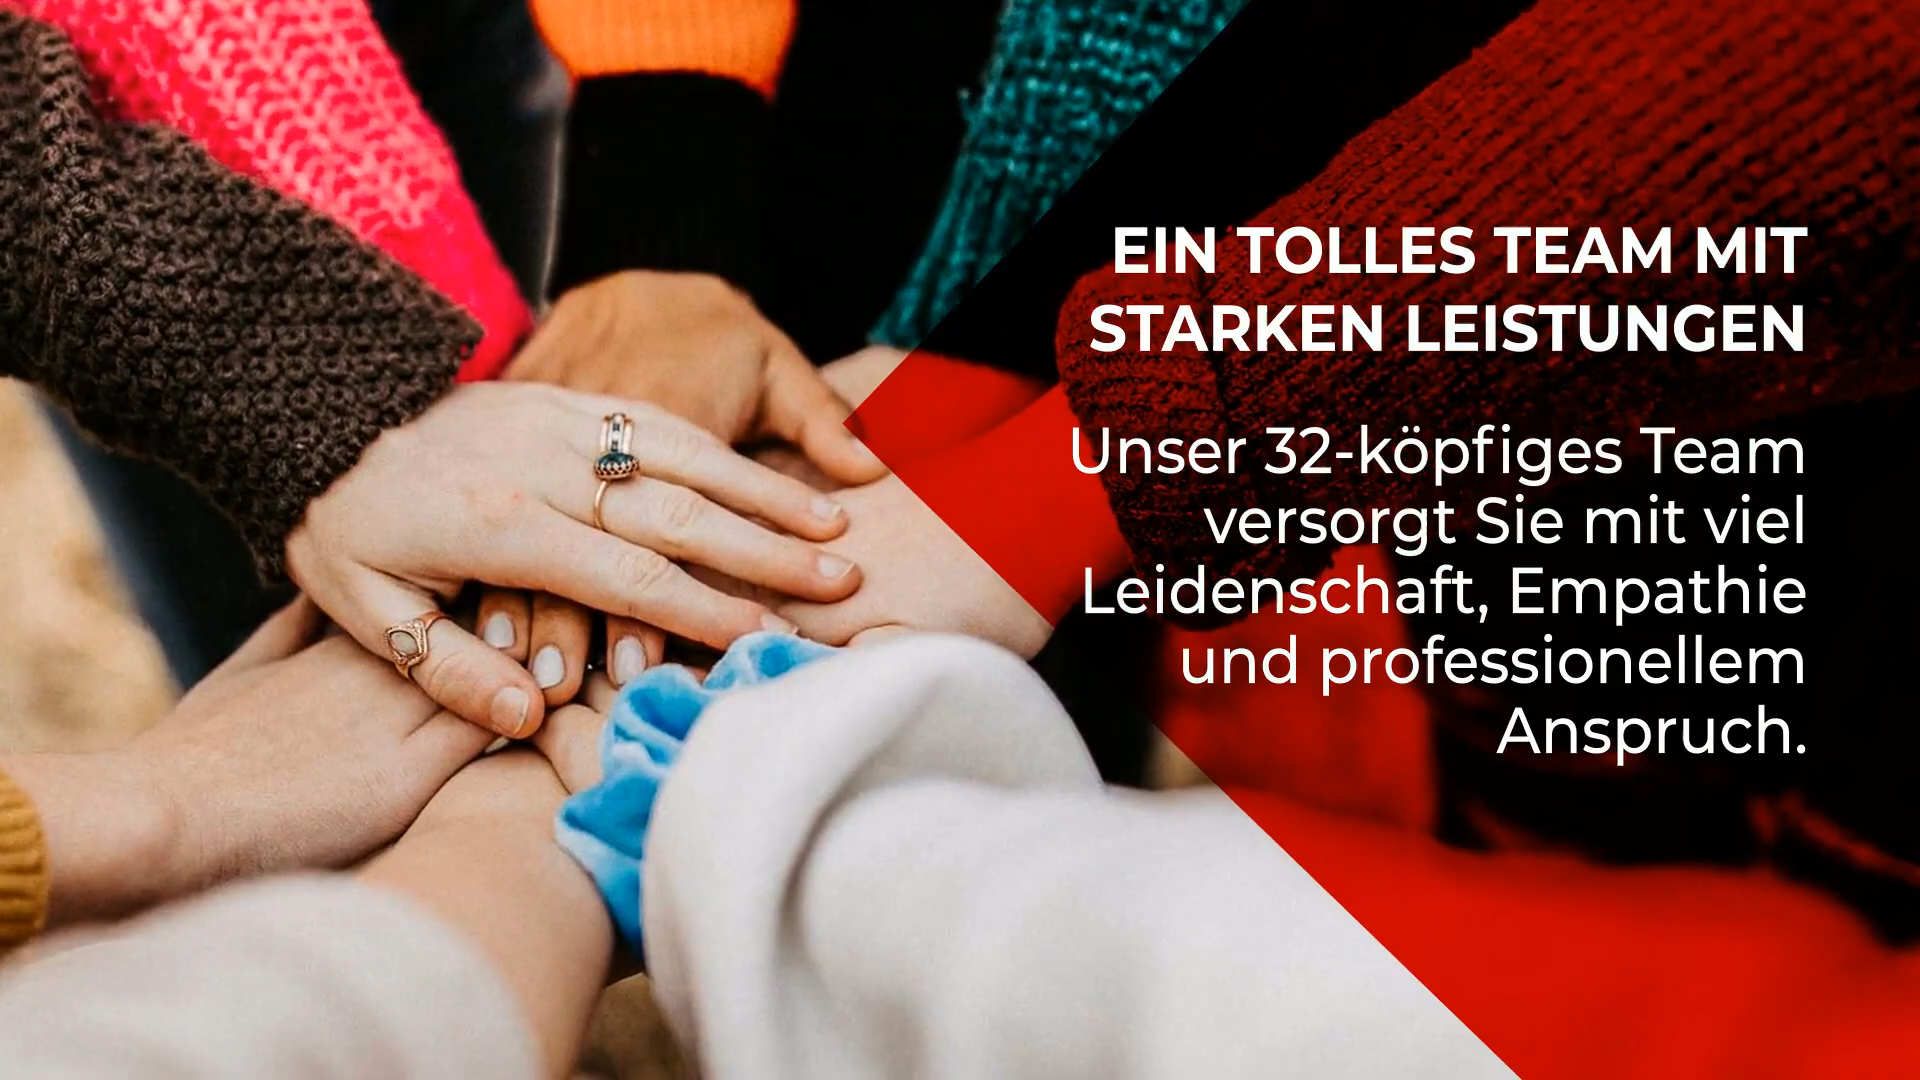 EIN TOLLES TEAM MIT
STARKEN LEISTUNGEN
Unser 32-köpfiges Team
versorgt Sie mit viel
Leidenschaft, Empathie
und professionellem
Anspruch.